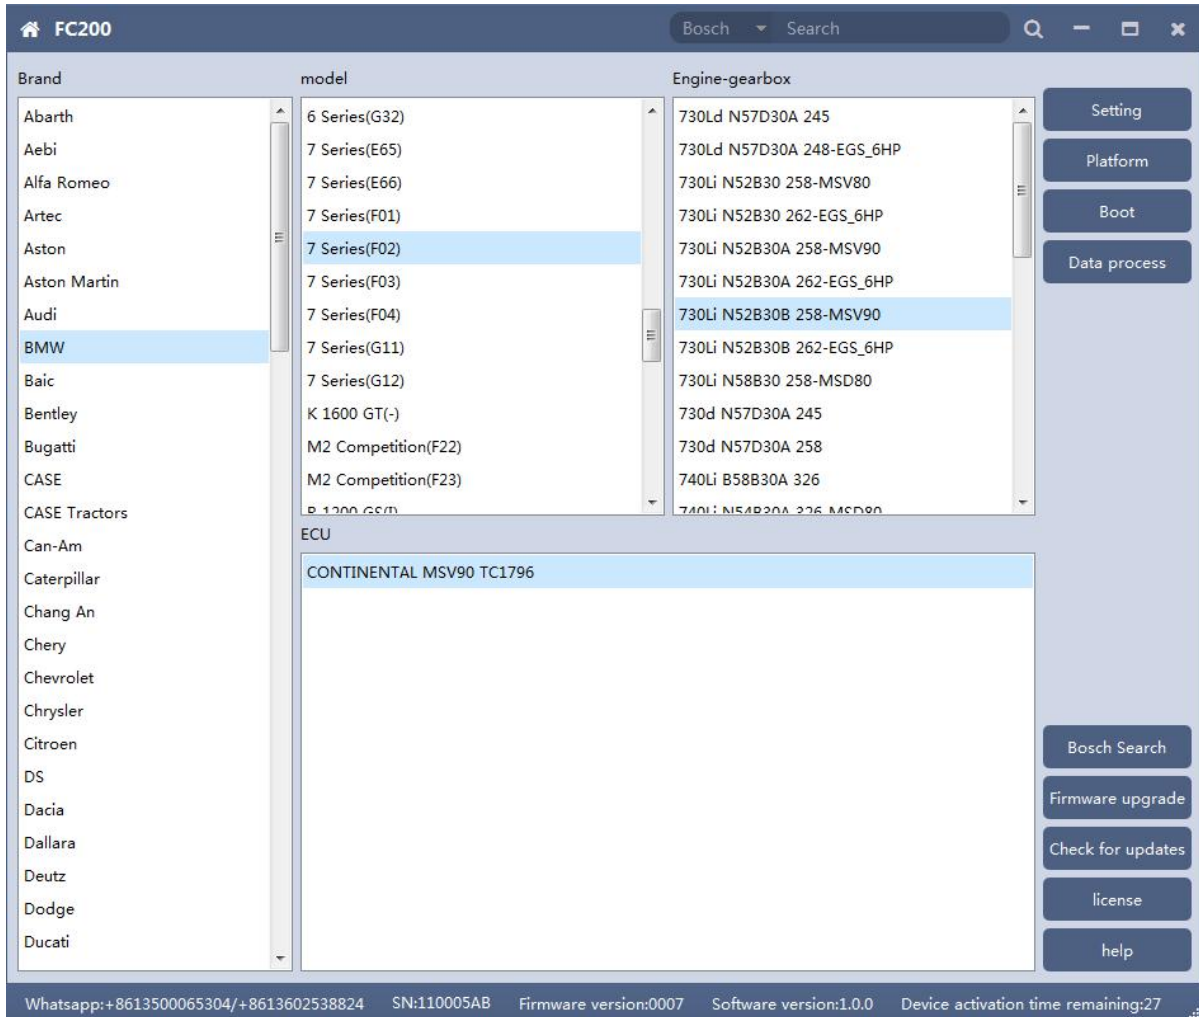 FC200
Bosch Search
Brand
Abarth
Aebi
Alfa Romeo
Artec
Aston
Aston Martin
Audi
BMW
Baic
Bentley
Bugatti
CASE
CASE Tractors
Can-Am
Caterpillar
Chang An
Chery
Chevrolet
Chrysler
Citroen
DS
Dacia
Dallara
Deutz
Dodge
Ducati
model
6 Series(G32)
7 Series(E65)
7 Series(E66)
7 Series(F01)
7 Series(F02)
7 Series(F03)
7 Series(F04)
7 Series(G11)
7 Series(G12)
K 1600 GT(-)
M2 Competition(F22)
M2 Competition(F23)
R 1200 GS(J)
Engine-gearbox
730Ld N57D30A 245
730Ld N57D30A 248-EGS_6HP
730Li N52B30 258-MSV80
730Li N52B30 262-EGS_6HP
730Li N52B30A 258-MSV90
730Li N52B30A 262-EGS_6HP
730Li N52B30B 258-MSV90
730Li N52B30B 262-EGS_6HP
730Li N58B30 258-MSD80
730d N57D30A 245
730d N57D30A 258
740Li B58B30A 326
740Li N54B30A 326 MSD80
ECU
CONTINENTAL MSV90 TC1796
Setting
Platform
Boot
Data process
Bosch Search
Firmware upgrade
Check for updates
license
help
Whatsapp:+8613500065304/+8613602538824 SN:110005AB Firmware version:0007 Software version:1.0.0 Device activation time remaining:27